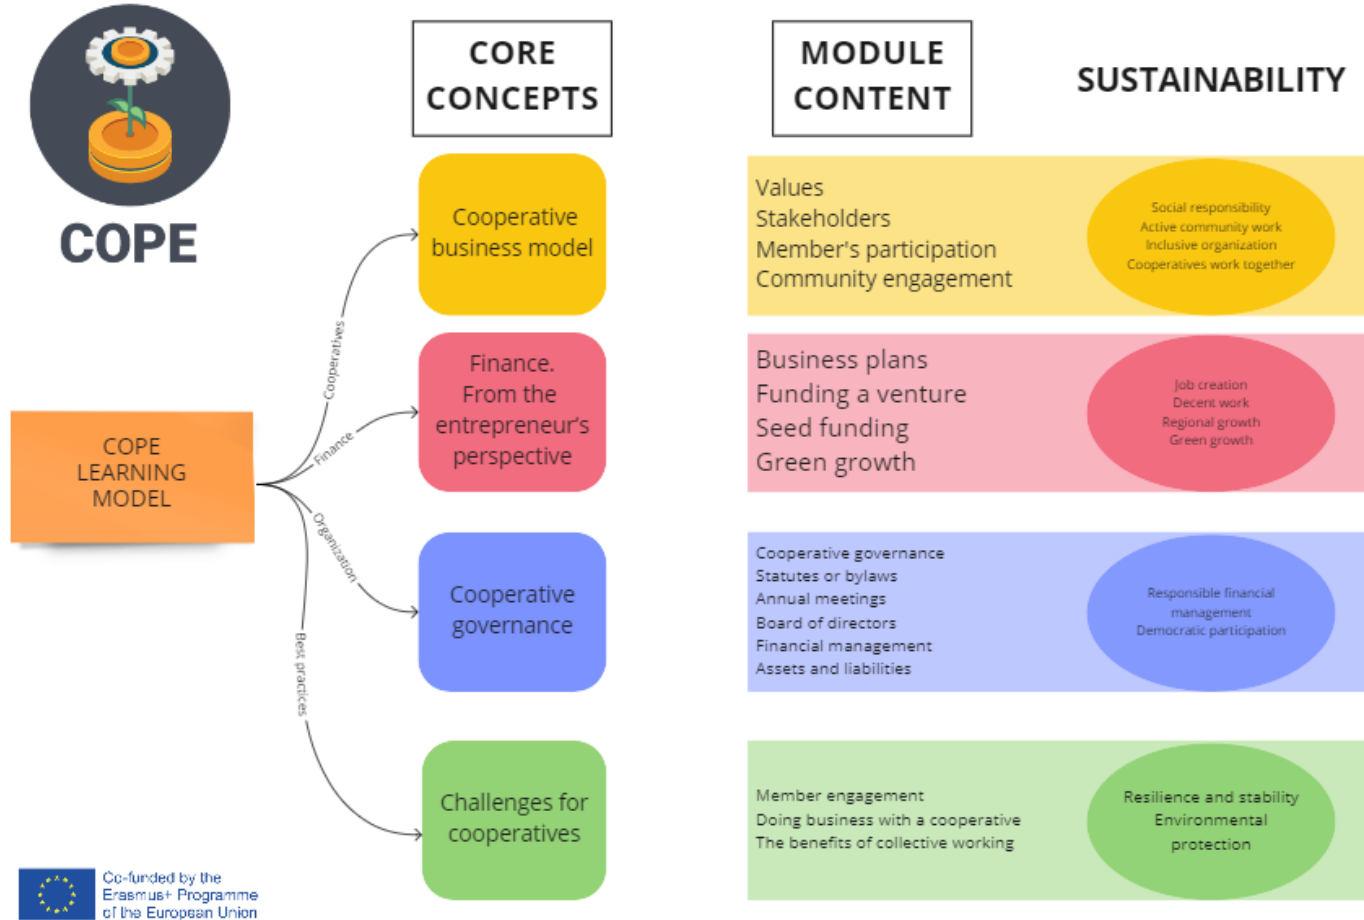 COPE
CORE
CONCEPTS
MODULE
CONTENT
SUSTAINABILITY
COPE
LEARNING
MODEL
Cooperatives
Finance
Organization
Best practices
Cooperative
business model
Values
Stakeholders
Member's participation
Community engagement
Social responsibility
Active community work
Inclusive organization
Cooperatives work together
Finance.
From the
entrepreneur's
perspective
Business plans
Funding a venture
Seed funding
Green growth
Job creation
Decent work
Regional growth
Green growth
Cooperative
governance
Cooperative governance
Statutes or bylaws
Annual meetings
Board of directors
Financial management
Assets and liabilities
Responsible financial
management
Democratic participation
Challenges for
cooperatives
Member engagement
Doing business with a cooperative
The benefits of collective working
Resilience and stability
Environmental
protection
Co-funded by the
Erasmus+ Programme
of the European Union